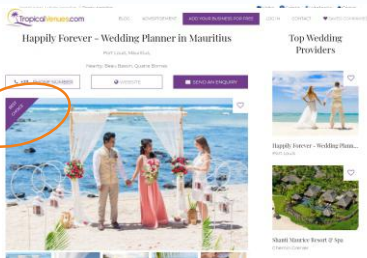 TropicalVenues.com
BLOG
ADVERTISEMENT
ADD YOUR BUSINESS FOR FREE
LOG IN
CONTACT
Happily Forever - Wedding Planner in Mauritius
Port Louis, Mauritius
WEBSITE
SEND AN ENQUIRY
Top Wedding
Providers
Happily Forever - Wedding Plann...
Port Louis
Shanti Maurice Resort & Spa